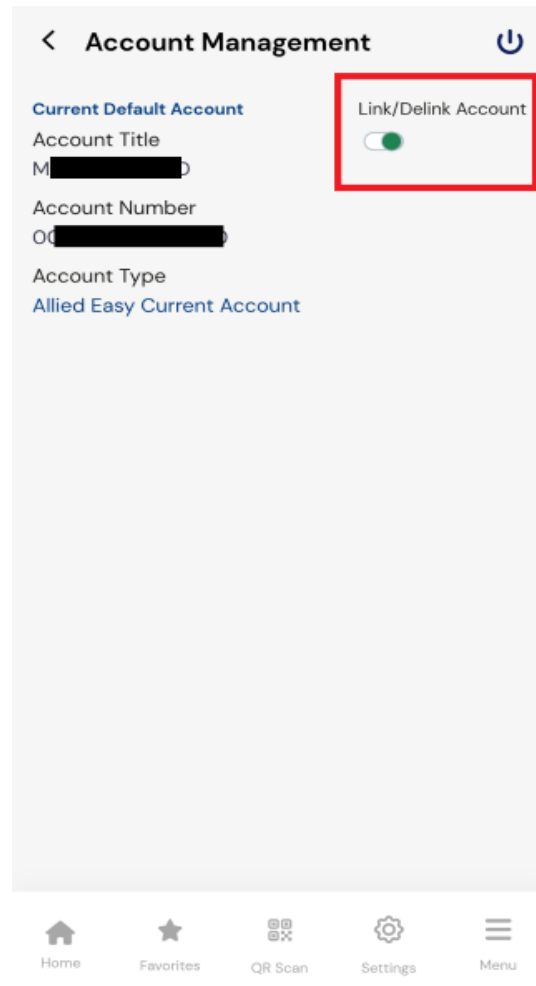 Account Management
Current Default Account
Link/Delink Account
Account Title
Account Number
Account Type
Allied Easy Current Account
Home
Favorites
QR Scan
Settings
Menu